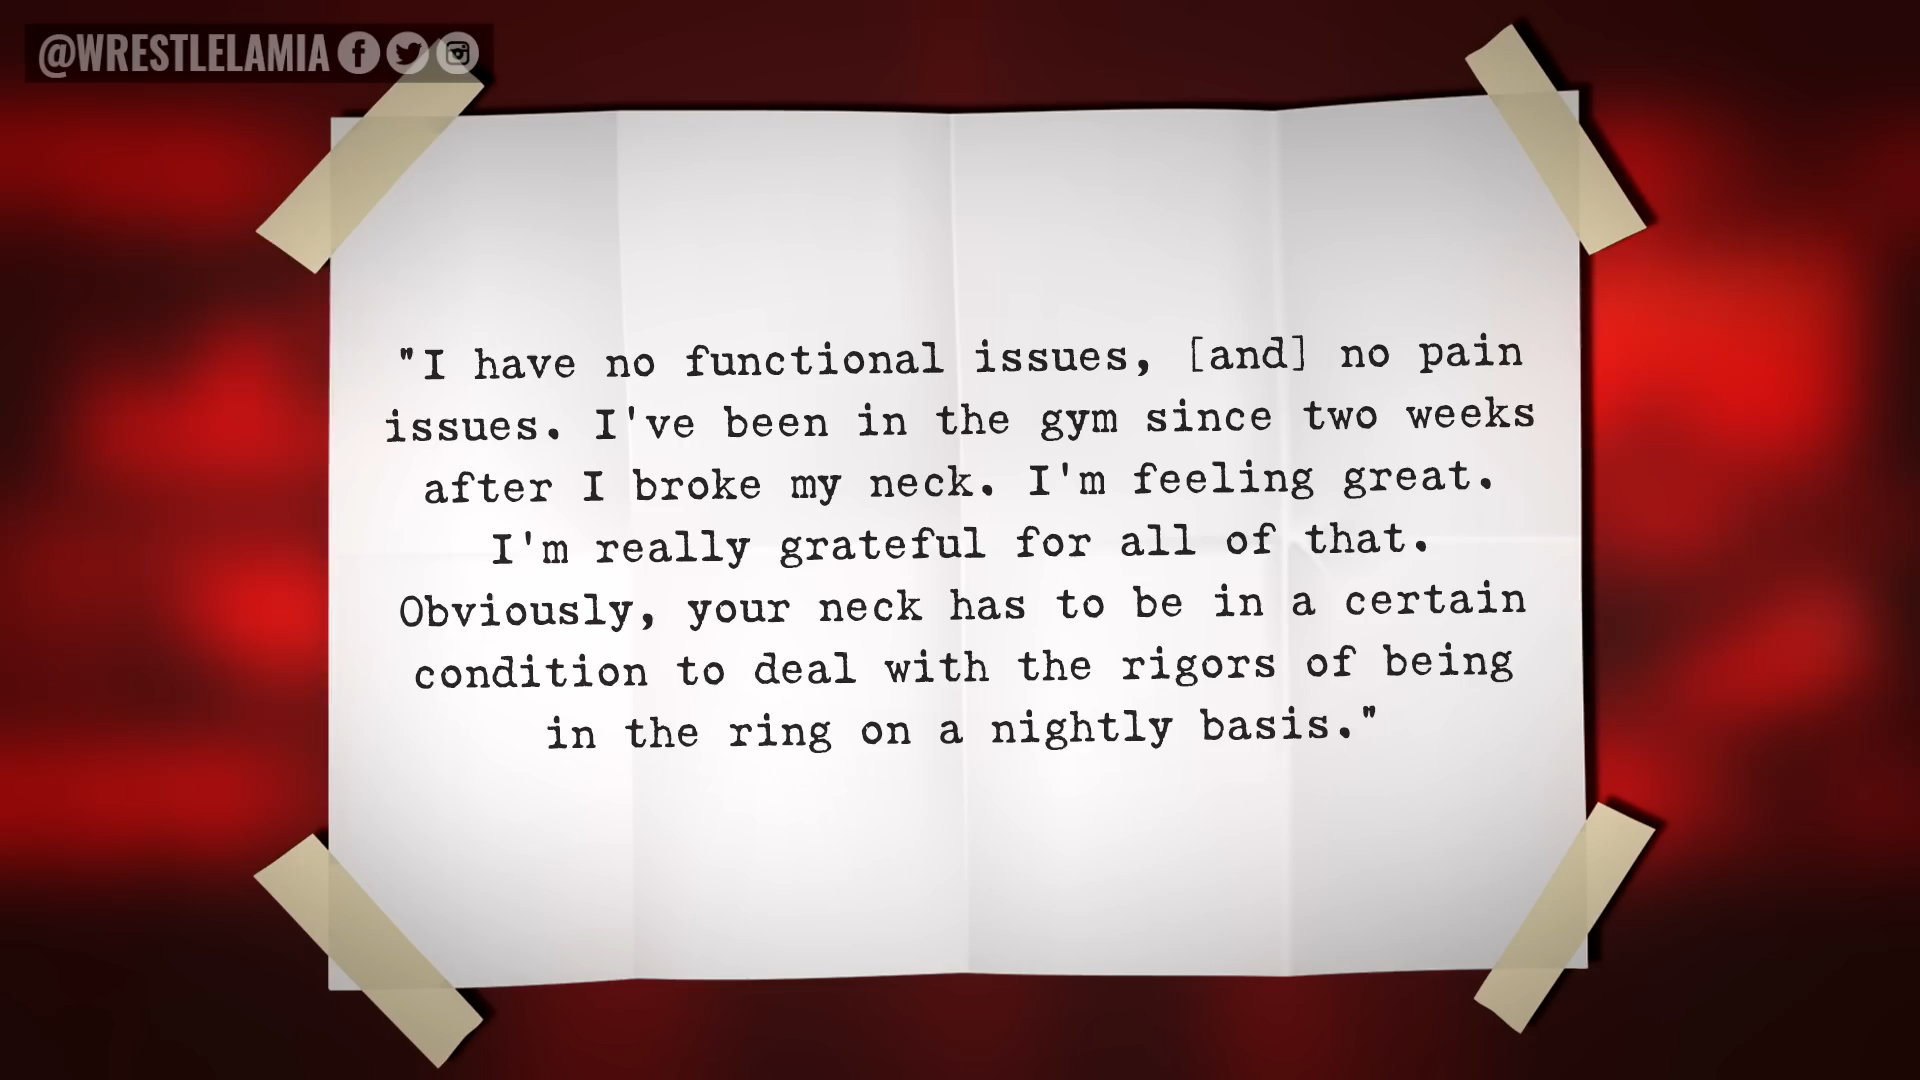 @WRESTLELAMIA
"I have no functional issues, [and] no pain
issues. I've been in the gym since two weeks
after I broke my neck. I'm feeling great.
I'm really grateful for all of that.
Obviously, your neck has to be in a certain
condition to deal with the rigors of being
in the ring on a nightly basis."